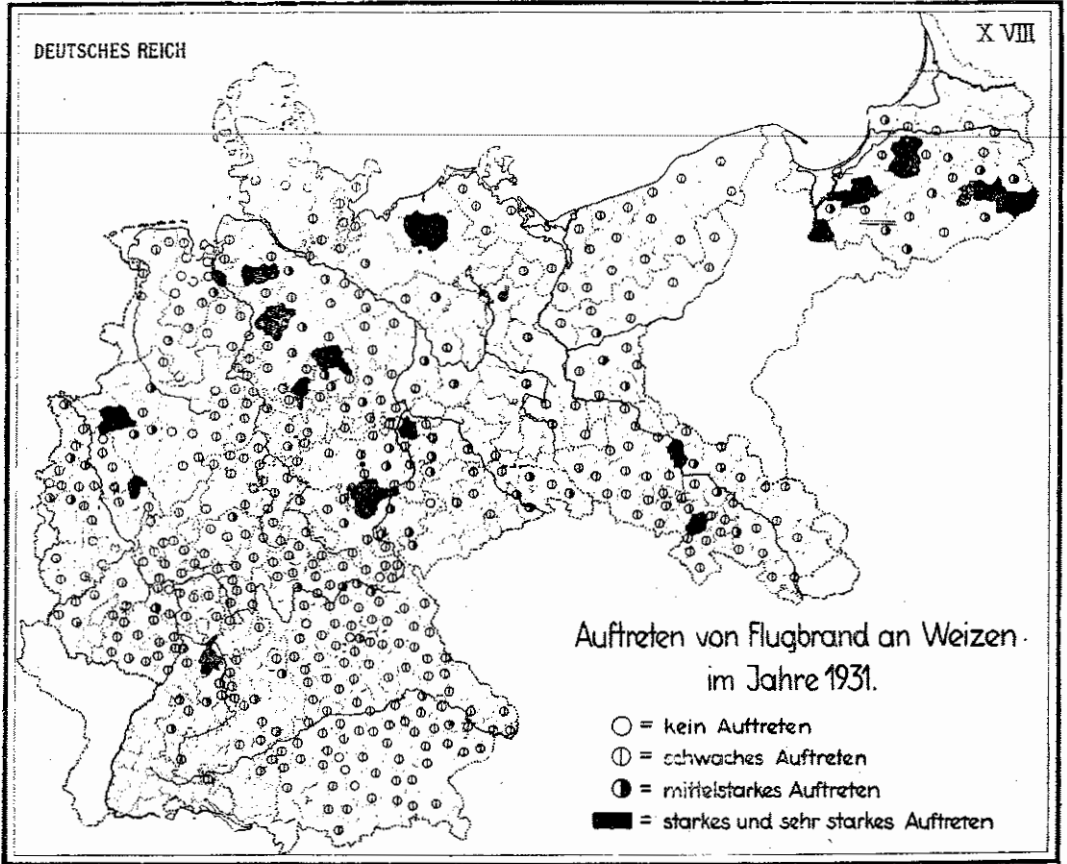 DEUTSCHES REICH
X VIII
Auftreten von Flugbrand an Weizen
im Jahre 1931.
= kein Auftreten
= schwaches Auftreten
= mittelstarkes Auftreten
= starkes und sehr starkes Auftreten